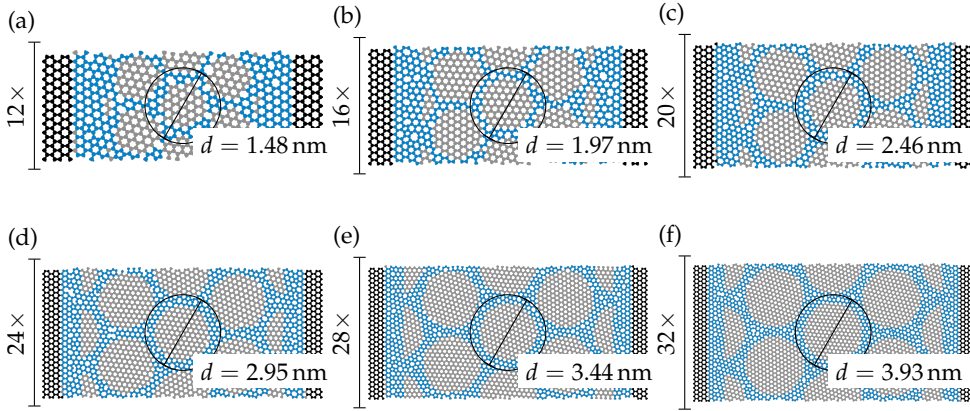 (a)
12×
d = 1.48 nm
(b)
16×
d = 1.97 nm
(c)
20×
d = 2.46 nm
(d)
24×
d = 2.95 nm
(e)
28×
d = 3.44 nm
(f)
32×
d = 3.93 nm